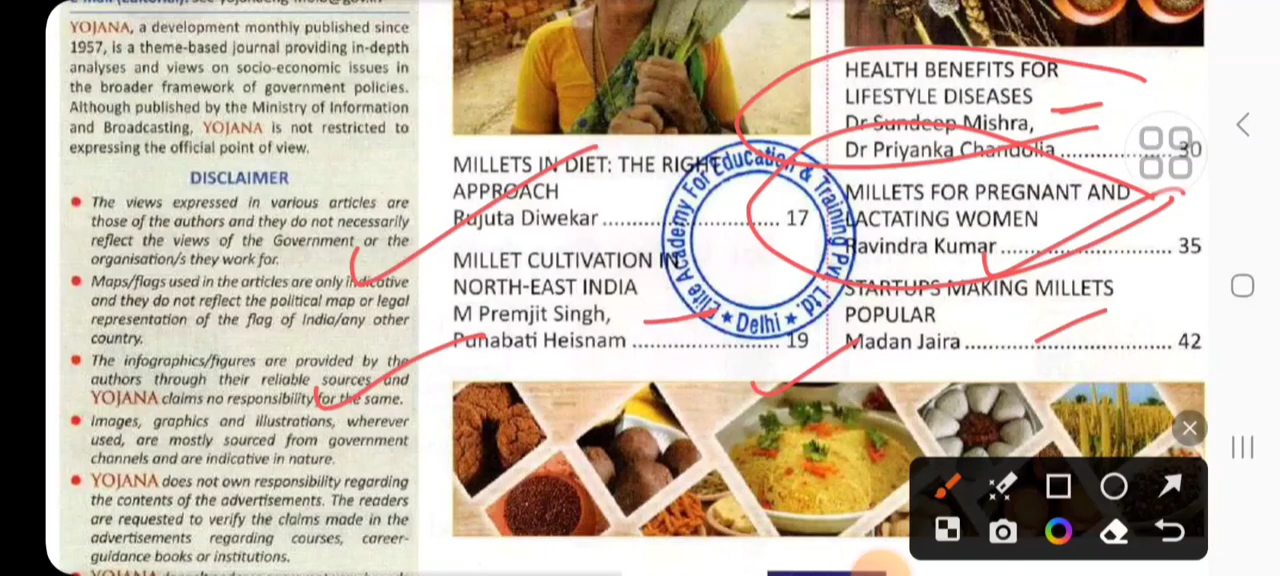 YOJANA, a development monthly published since
1957, is a theme-based journal providing in-depth
analyses and views on socio-economic issues in
the broader framework of government policies.
Although published by the Ministry of Information
and Broadcasting, YOJANA is not restricted to
expressing the official point of view.
DISCLAIMER
The views expressed in various articles are
those of the authors and they do not necessarily
reflect the views of the Government or the
organisation/s they work for.
Maps/flags used in the articles are only indicative
and they do not reflect the political map or legal
representation of the flag of India/any other
country.
The infographics/figures are provided by the
authors through their reliable sources and
YOJANA claims no responsibility for the same.
Images, graphics and illustrations, wherever
used, are mostly sourced from government
channels and are indicative in nature.
YOJANA does not own responsibility regarding
the contents of the advertisements. The readers
are requested to verify the claims made in the
advertisements regarding courses, career-
guidance books or institutions.
MILLETS IN DIET: THE RIGHT
APPROACH
Rujuta Diwekar .............................. 17
MILLET CULTIVATION IN
NORTH-EAST INDIA
M Premjit Singh,
Punabati Heisnam ......................... 19
Elite Academy For Education & Training Pvt. Ltd. ★ Delhi ★
HEALTH BENEFITS FOR
LIFESTYLE DISEASES
Dr Sundeep Mishra,
Dr Priyanka Chandolia ................... 30
MILLETS FOR PREGNANT AND
LACTATING WOMEN
Ravindra Kumar ............................. 35
STARTUPS MAKING MILLETS
POPULAR
Madan Jaira ................................... 42